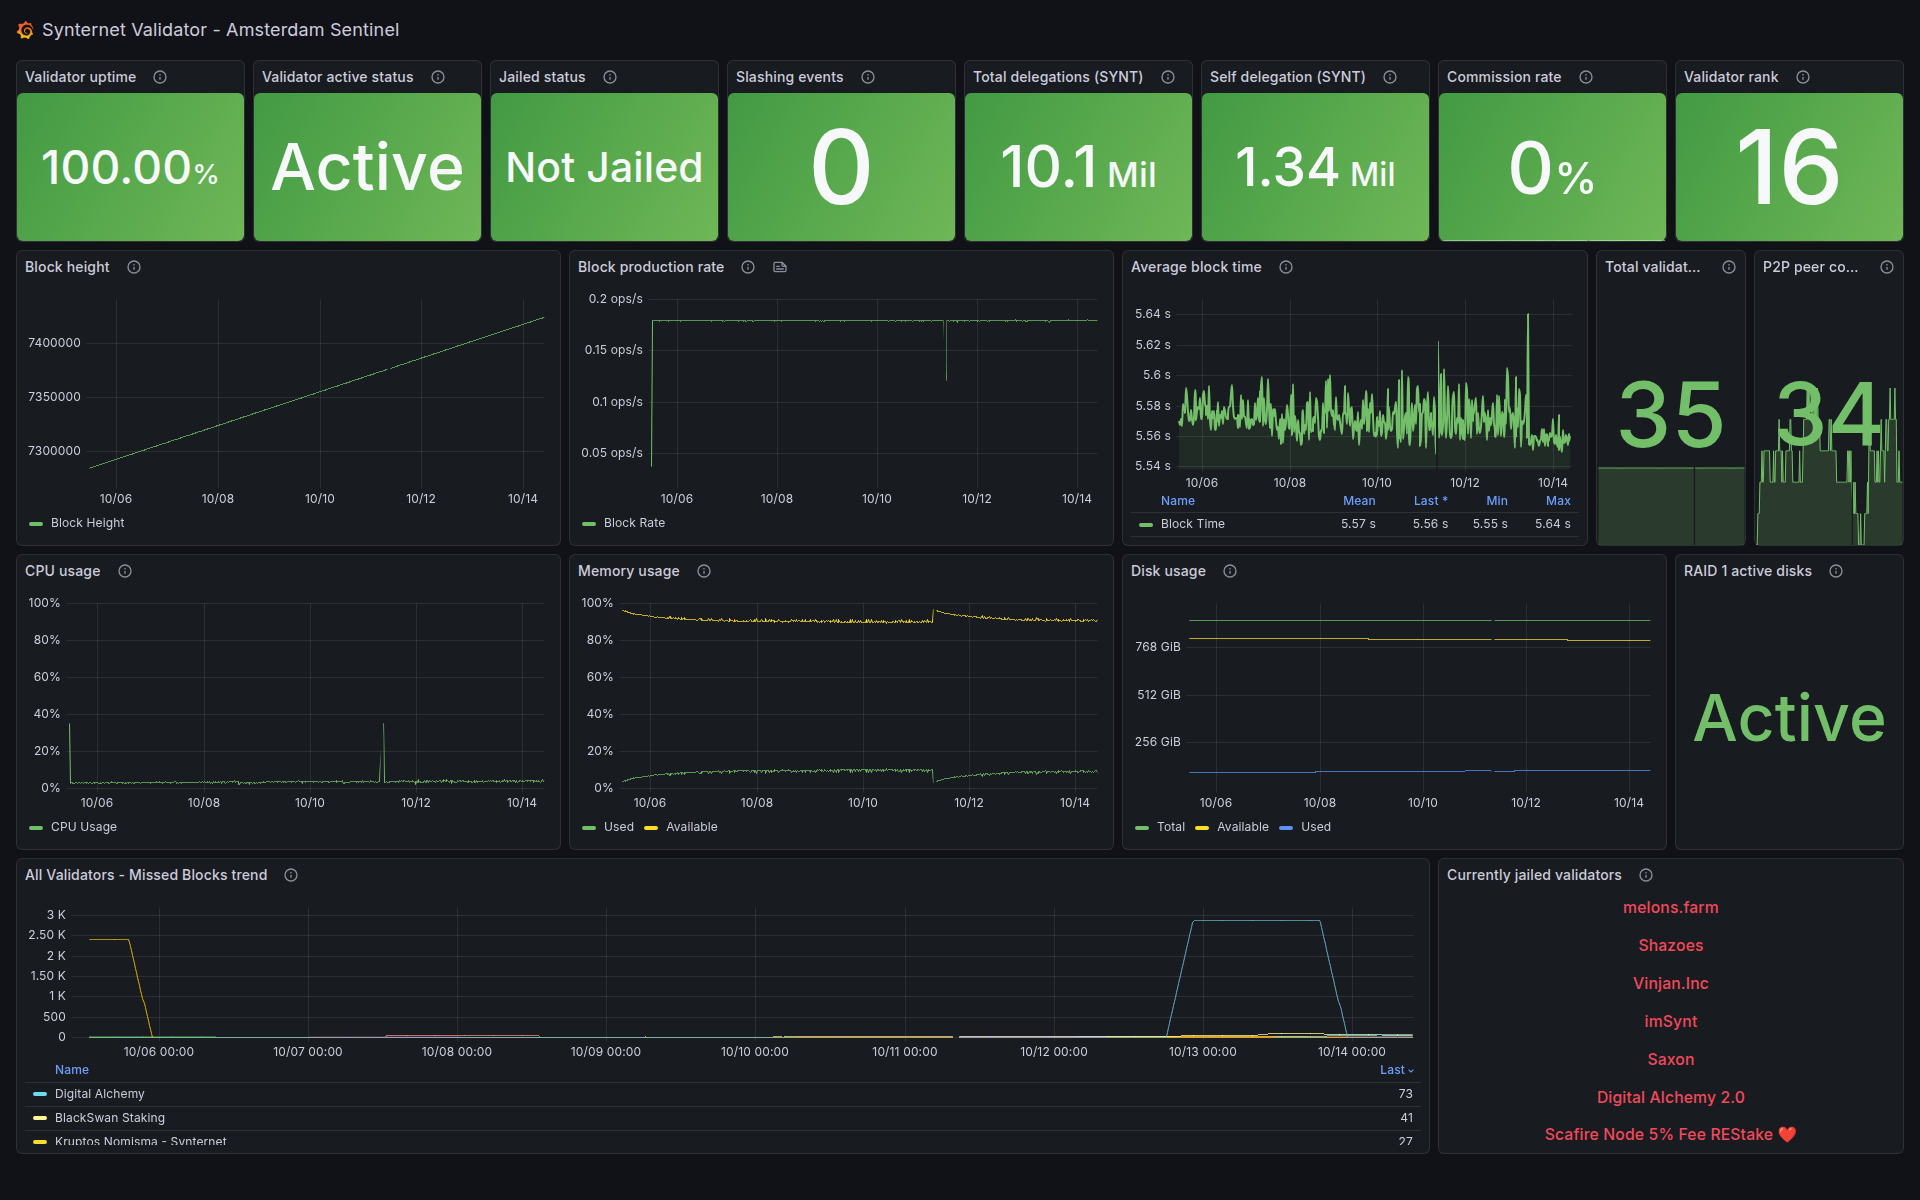 Synternet Validator - Amsterdam Sentinel
Validator uptime
Validator active status
Jailed status
Slashing events
Total delegations (SYNT)
Self delegation (SYNT)
Commission rate
Validator rank
100.00%
Active
Not Jailed
0
10.1 Mil
1.34 Mil
0%
16
Block height
7400000
7350000
7300000
10/06 10/08 10/10 10/12 10/14
Block Height
Block production rate
0.2 ops/s
0.15 ops/s
0.1 ops/s
0.05 ops/s
10/06 10/08 10/10 10/12 10/14
Block Rate
Average block time
5.64 s
5.62 s
5.6 s
5.58 s
5.56 s
5.54 s
10/06 10/08 10/10 10/12 10/14
Name Mean Last * Min Max
Block Time 5.57 s 5.56 s 5.55 s 5.64 s
Total validat...
35
P2P peer co...
34
CPU usage
100%
80%
60%
40%
20%
0%
10/06 10/08 10/10 10/12 10/14
CPU Usage
Memory usage
100%
80%
60%
40%
20%
0%
10/06 10/08 10/10 10/12 10/14
Used Available
Disk usage
768 GiB
512 GiB
256 GiB
10/06 10/08 10/10 10/12 10/14
Total Available Used
RAID 1 active disks
Active
All Validators - Missed Blocks trend
3 K
2.50 K
2 K
1.50 K
1 K
500
0
10/06 00:00 10/07 00:00 10/08 00:00 10/09 00:00 10/10 00:00 10/11 00:00 10/12 00:00 10/13 00:00 10/14 00:00
Name Last
Digital Alchemy 73
BlackSwan Staking 41
Kruptos Nomisma - Synternet 27
Currently jailed validators
melons.farm
Shazoes
Vinjan.Inc
imSynt
Saxon
Digital Alchemy 2.0
Scafire Node 5% Fee REStake ❤️